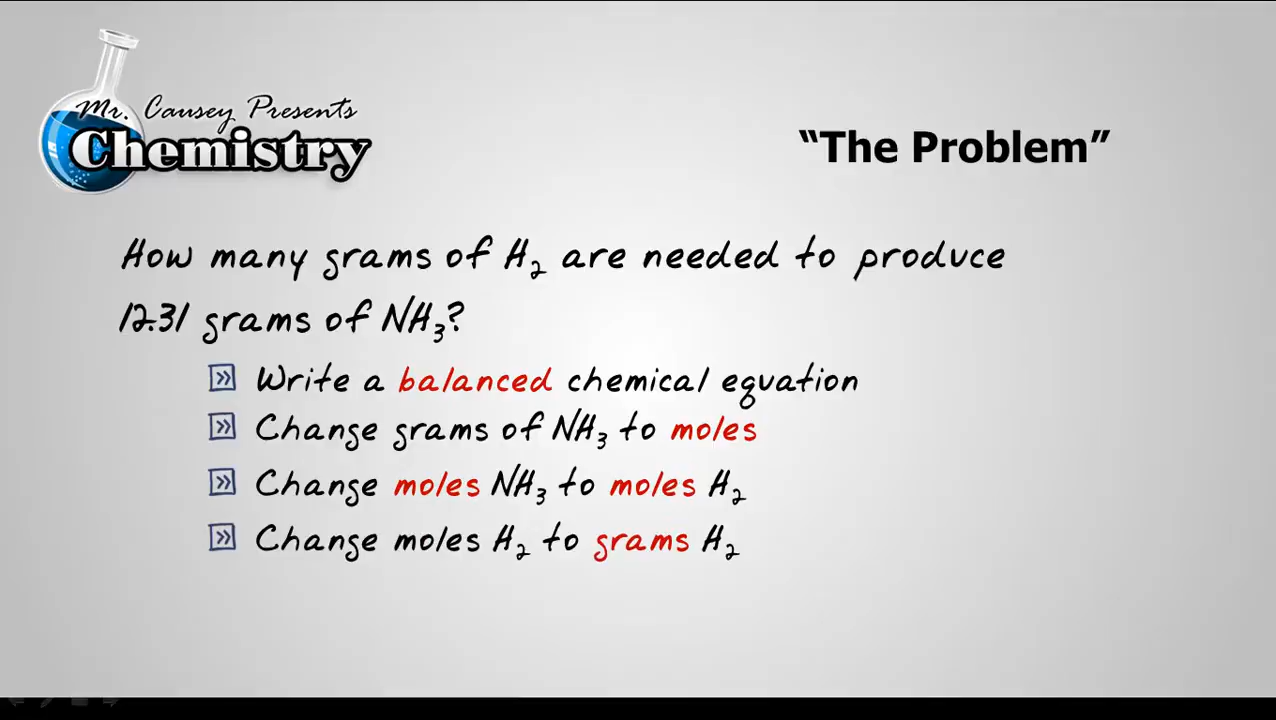 Mr. Causey Presents
Chemistry
“The Problem”
How many grams of H₂ are needed to produce
12.31 grams of NH₃?
Write a balanced chemical equation
Change grams of NH₃ to moles
Change moles NH₃ to moles H₂
Change moles H₂ to grams H₂